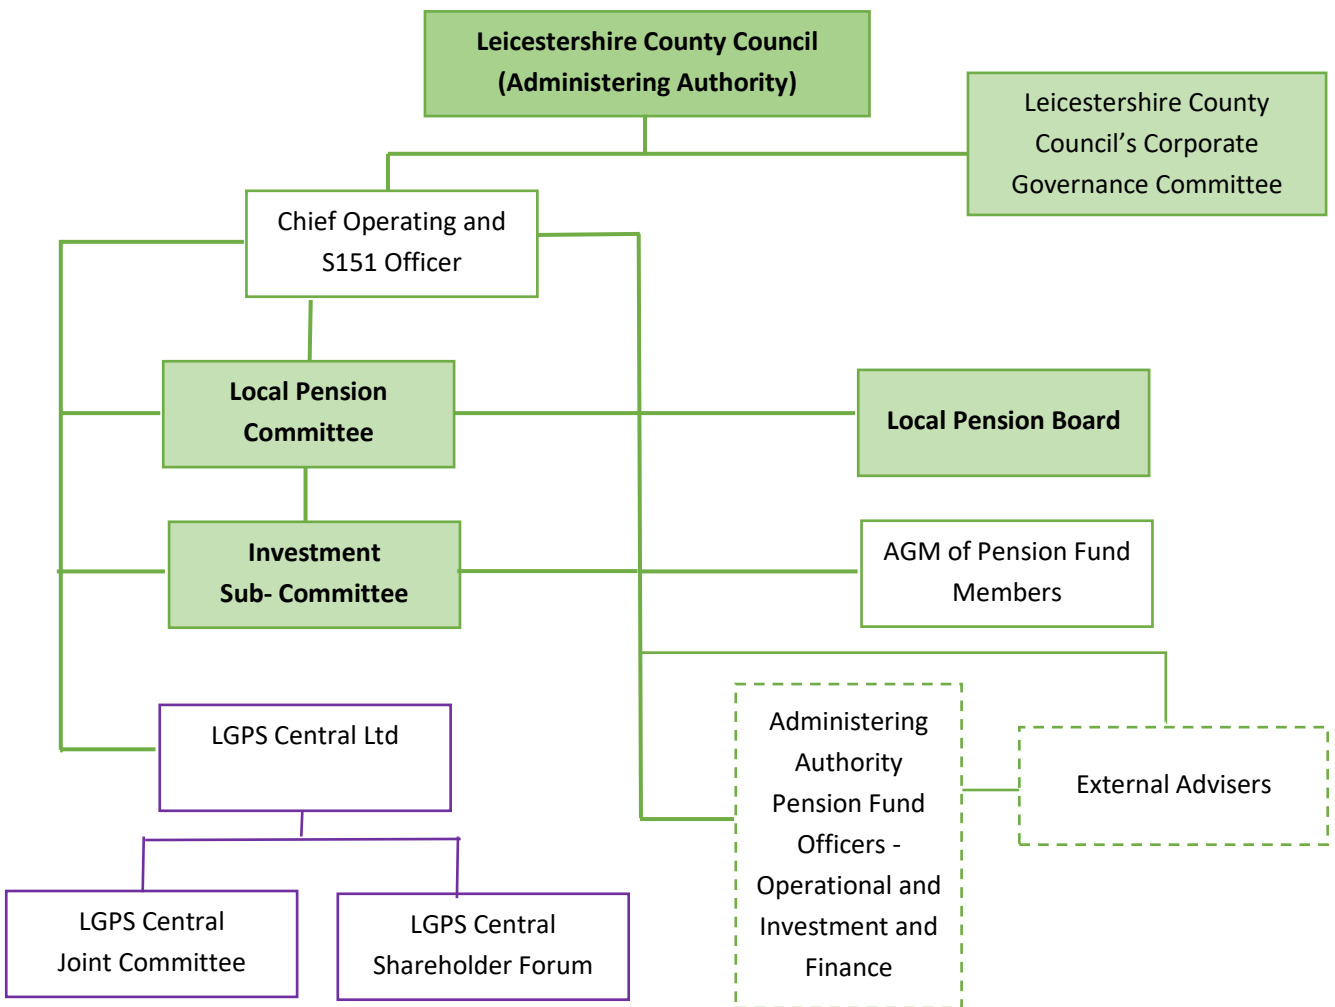 Leicestershire County Council
(Administering Authority)
Leicestershire County
Council’s Corporate
Governance Committee
Chief Operating and
S151 Officer
Local Pension
Committee
Local Pension Board
Investment
Sub- Committee
AGM of Pension Fund
Members
LGPS Central Ltd
Administering
Authority
Pension Fund
Officers -
Operational and
Investment and
Finance
External Advisers
LGPS Central
Joint Committee
LGPS Central
Shareholder Forum